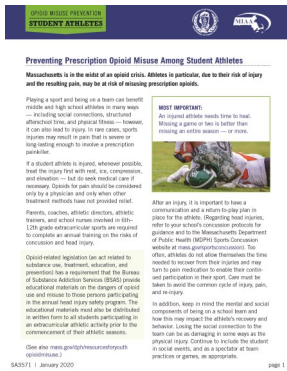 OPIOID MISUSE PREVENTION
STUDENT ATHLETES
MIAA
Preventing Prescription Opioid Misuse Among Student Athletes
Massachusetts is in the midst of an opioid crisis. Athletes in particular, due to their risk of injury
and the resulting pain, may be at risk of misusing prescription opioids.
Playing a sport and being on a team can benefit
middle and high school athletes in many ways
— including social connections, structured
afterschool time, and physical fitness — however,
it can also lead to injury. In rare cases, sports
injuries may result in pain that is severe or
long-lasting enough to involve a prescription
painkiller.
If a student athlete is injured, whenever possible,
treat the injury first with rest, ice, compression,
and elevation — but do seek medical care if
necessary. Opioids for pain should be considered
only by a physician and only when other
treatment methods have not provided relief.
Parents, coaches, athletic directors, athletic
trainers, and school nurses involved in 6th–
12th grade extracurricular sports are required
to complete an annual training on the risks of
concussion and head injury.
Opioid-related legislation (an act related to
substance use, treatment, education, and
prevention) has a requirement that the Bureau
of Substance Addiction Services (BSAS) provide
educational materials on the dangers of opioid
use and misuse to those persons participating
in the annual head injury safety program. The
educational materials must also be distributed
in written form to all students participating in
an extracurricular athletic activity prior to the
commencement of their athletic seasons.
(See also mass.gov/dph/resourcesforyouth
opioidmisuse.)
MOST IMPORTANT:
An injured athlete needs time to heal.
Missing a game or two is better than
missing an entire season — or more.
After an injury, it is important to have a
communication and a return-to-play plan in
place for the athlete. (Regarding head injuries,
refer to your school's concussion protocols for
guidance and to the Massachusetts Department
of Public Health (MDPH) Sports Concussion
website at mass.gov/sportsconcussion). Too
often, athletes do not allow themselves the time
needed to recover from their injuries and may
turn to pain medication to enable their contin-
ued participation in their sport. Care must be
taken to avoid the common cycle of injury, pain,
and re-injury.
In addition, keep in mind the mental and social
components of being on a school team and
how this may impact the athlete's recovery and
behavior. Losing the social connection to the
team can be as damaging in some ways as the
physical injury. Continue to include the student
in social events, and as a spectator at team
practices or games, as appropriate.
SA3571 | January 2020
page 1